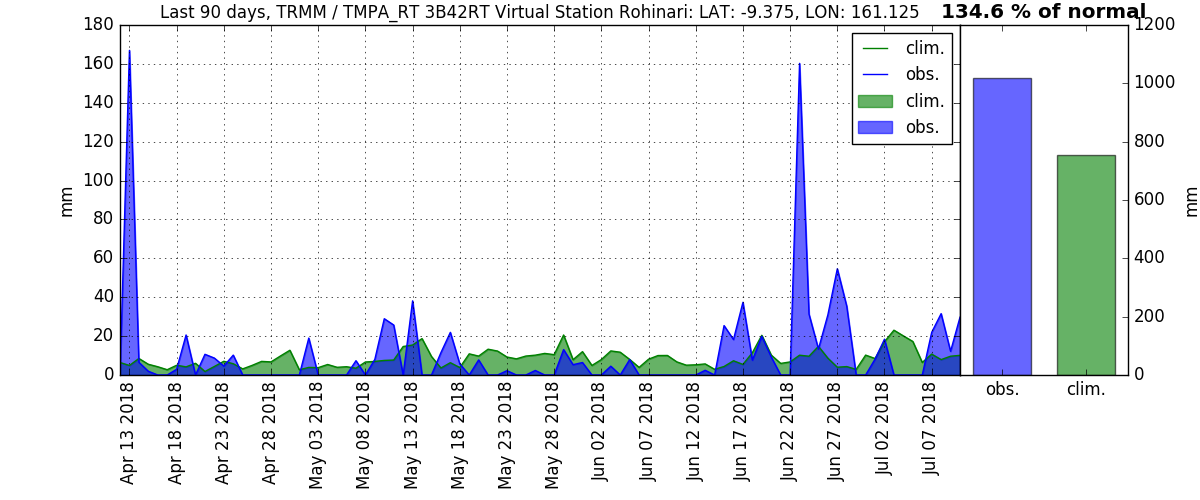 Last 90 days, TRMM / TMPA_RT 3B42RT Virtual Station Rohinari: LAT: -9.375, LON: 161.125
134.6 % of normal
180
160
140
120
100
80
60
40
20
0
mm
clim.
obs.
clim.
obs.
1200
1000
800
600
400
200
0
mm
Apr 13 2018
Apr 18 2018
Apr 23 2018
Apr 28 2018
May 03 2018
May 08 2018
May 13 2018
May 18 2018
May 23 2018
May 28 2018
Jun 02 2018
Jun 07 2018
Jun 12 2018
Jun 17 2018
Jun 22 2018
Jun 27 2018
Jul 02 2018
Jul 07 2018
obs.
clim.